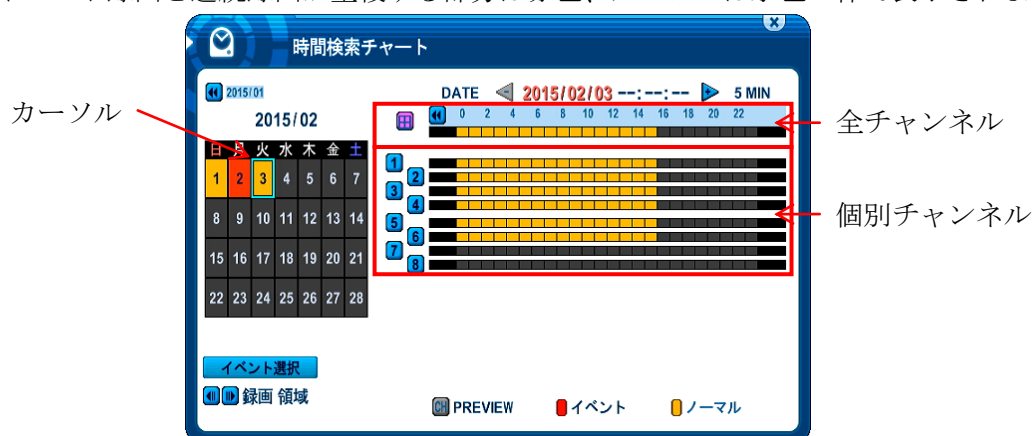 時間検索チャート
2015/01
DATE 2015/02/03 --:--:-- 5 MIN
カーソル
2015/02
0 2 4 6 8 10 12 14 16 18 20 22
全チャンネル
日 月 火 水 木 金 土
1 2 3 4 5 6 7
8 9 10 11 12 13 14
15 16 17 18 19 20 21
22 23 24 25 26 27 28
1
2
3
4
5
6
7
8
個別チャンネル
イベント選択
録画 領域
CH PREVIEW イベント ノーマル